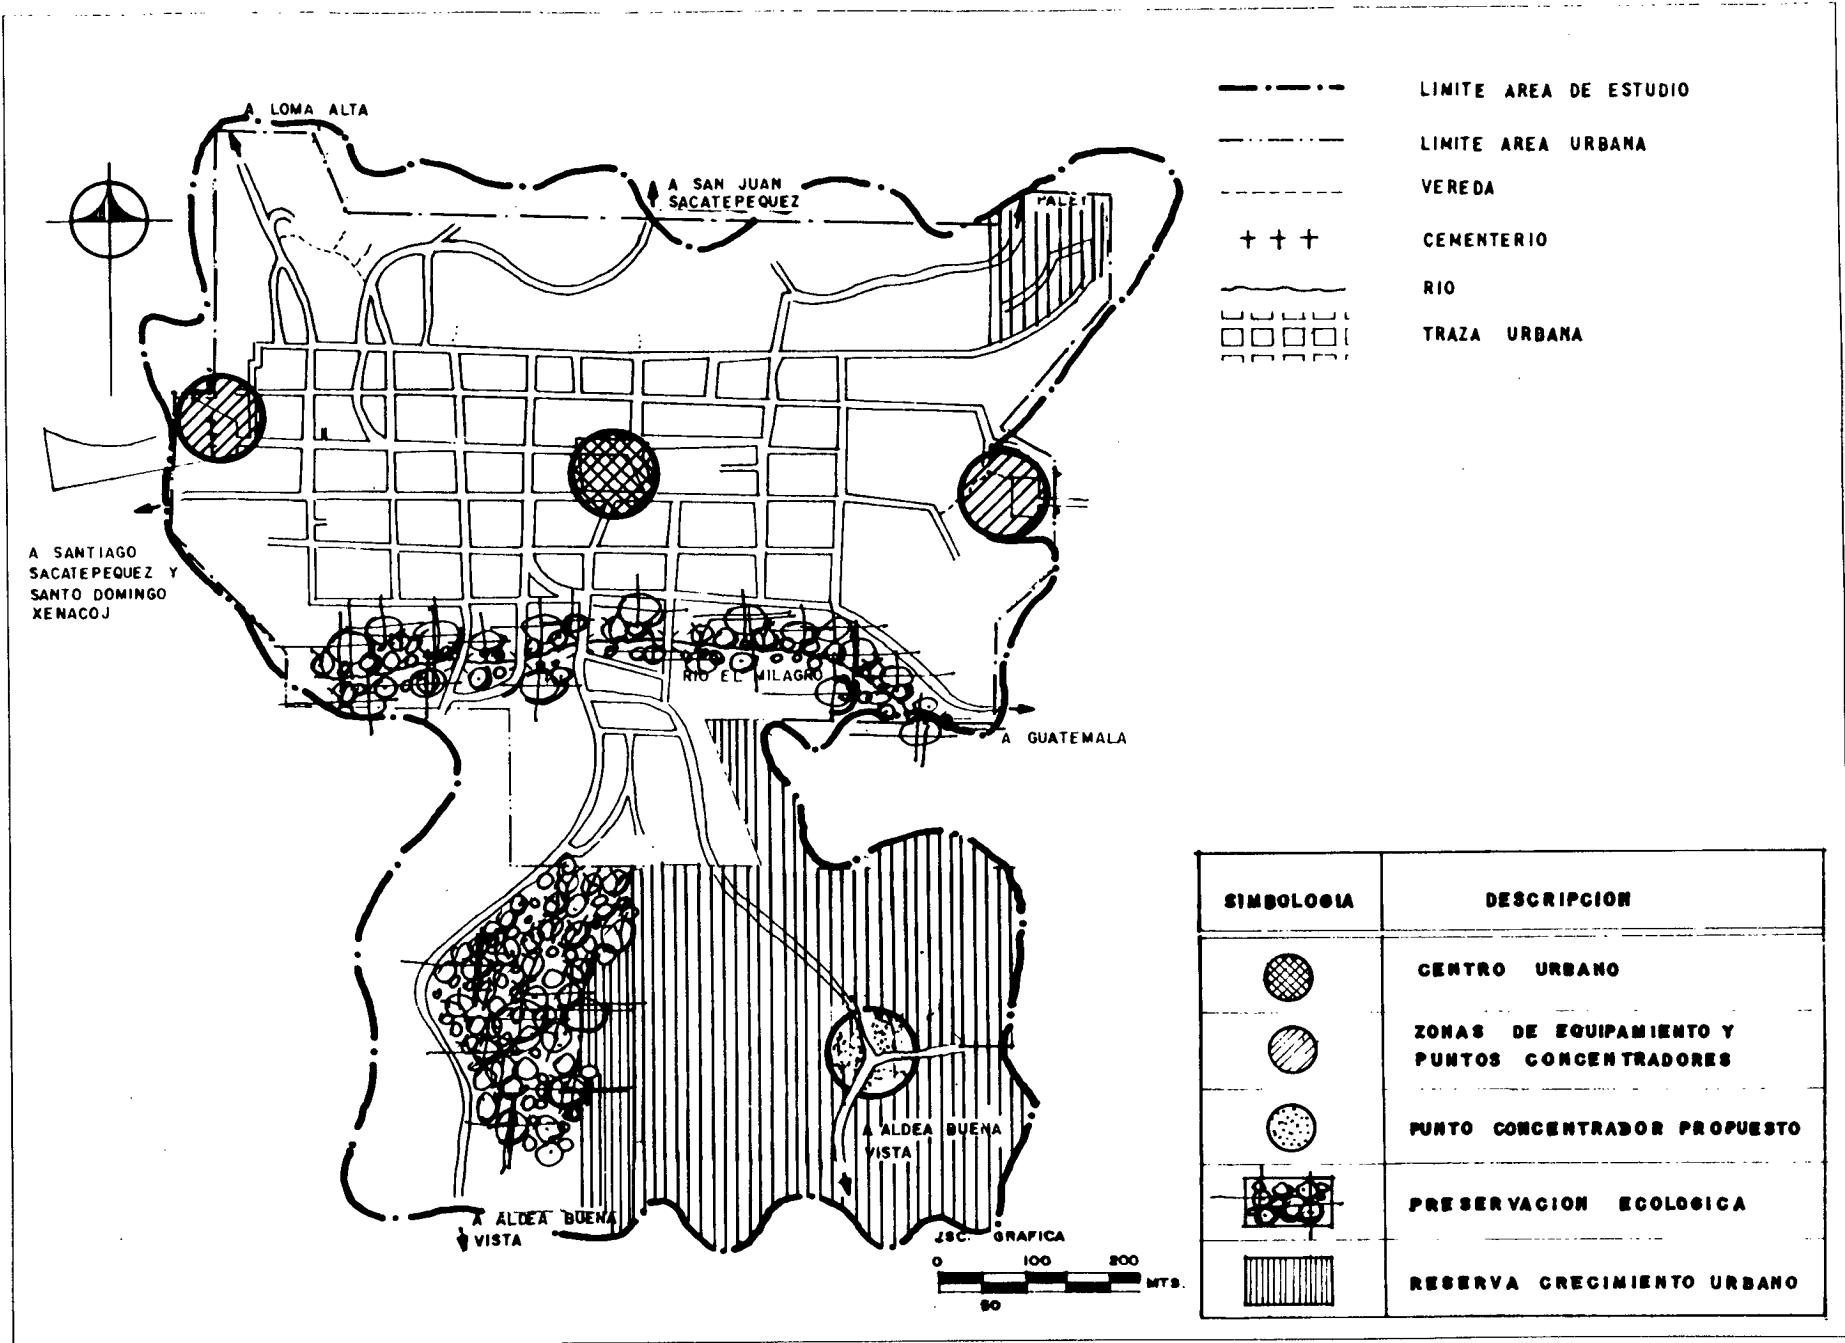 A LOMA ALTA
A SAN JUAN
SACATEPEQUEZ
A SANTIAGO
SACATEPEQUEZ Y
SANTO DOMINGO
XENACOJ
RIO EL MILAGRO
A GUATEMALA
A ALDEA BUENA
VISTA
A ALDEA BUENA
VISTA
GRAFICA
0 100 200
MTS.
50
LIMITE AREA DE ESTUDIO
LIMITE AREA URBANA
VEREDA
CEMENTERIO
RIO
TRAZA URBANA
SIMBOLOGIA
DESCRIPCION
CENTRO URBANO
ZONAS DE EQUIPAMIENTO Y
PUNTOS CONCENTRADORES
PUNTO CONCENTRADOR PROPUESTO
PRESERVACION ECOLOGICA
RESERVA CRECIMIENTO URBANO